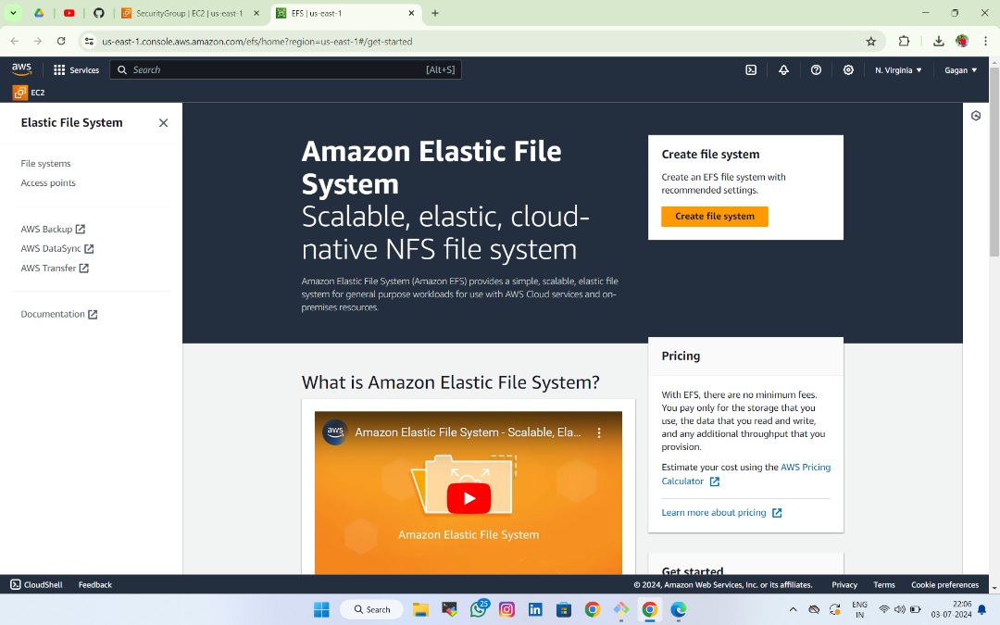 SecurityGroup | EC2 | us-east-1
EFS | us-east-1
us-east-1.console.aws.amazon.com/efs/home?region=us-east-1#/get-started
aws
Services
Search
[Alt+S]
N. Virginia
Gagan
EC2
Elastic File System
File systems
Access points
AWS Backup
AWS DataSync
AWS Transfer
Documentation
Amazon Elastic File
System
Scalable, elastic, cloud-
native NFS file system
Amazon Elastic File System (Amazon EFS) provides a simple, scalable, elastic file
system for general purpose workloads for use with AWS Cloud services and on-
premises resources.
Create file system
Create an EFS file system with
recommended settings.
Create file system
Pricing
With EFS, there are no minimum fees.
You pay only for the storage that you
use, the data that you read and write,
and any additional throughput that you
provision.
Estimate your cost using the AWS Pricing
Calculator
Learn more about pricing
Get started
What is Amazon Elastic File System?
aws
Amazon Elastic File System - Scalable, Ela...
Amazon Elastic File System
CloudShell
Feedback
© 2024, Amazon Web Services, Inc. or its affiliates.
Privacy
Terms
Cookie preferences
Search
25
ENG
IN
22:06
03-07-2024